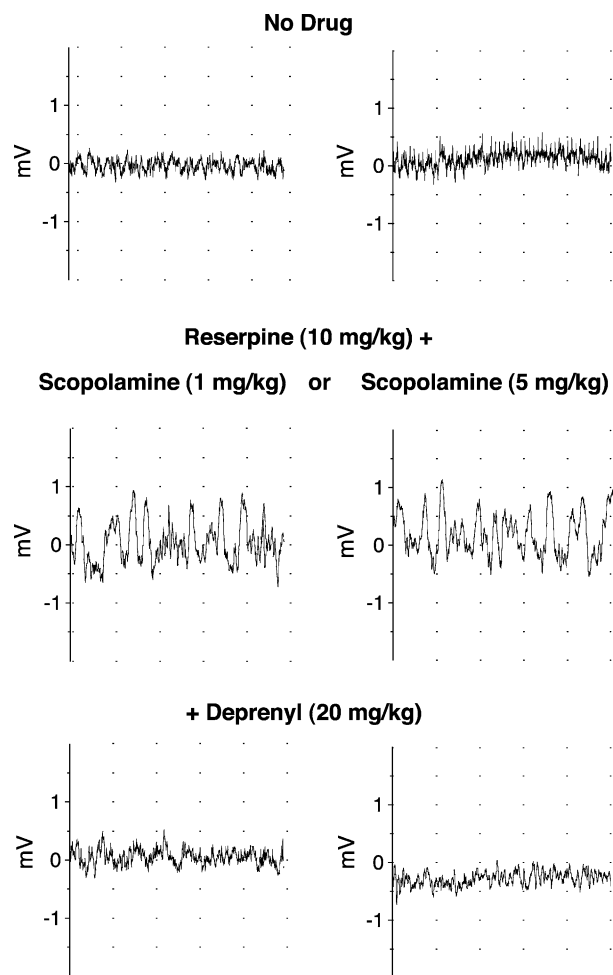 No Drug
1
0
-1
mV
1
0
-1
mV
Reserpine (10 mg/kg) +
Scopolamine (1 mg/kg) or Scopolamine (5 mg/kg)
1
0
-1
mV
1
0
-1
mV
+ Deprenyl (20 mg/kg)
1
0
-1
mV
1
0
-1
mV